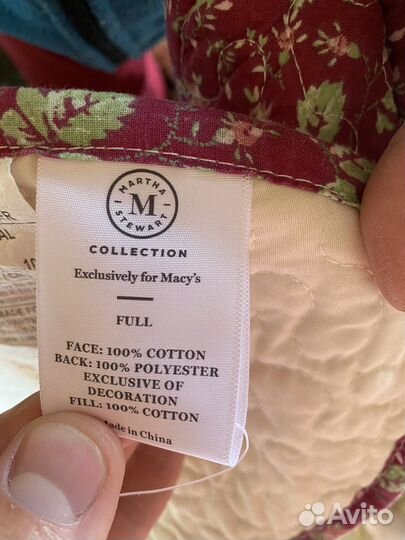 MARTHA
M
STEWART
COLLECTION
Exclusively for Macy's
FULL
FACE: 100% COTTON
BACK: 100% POLYESTER
EXCLUSIVE OF
DECORATION
FILL: 100% COTTON
Made in China
Avito